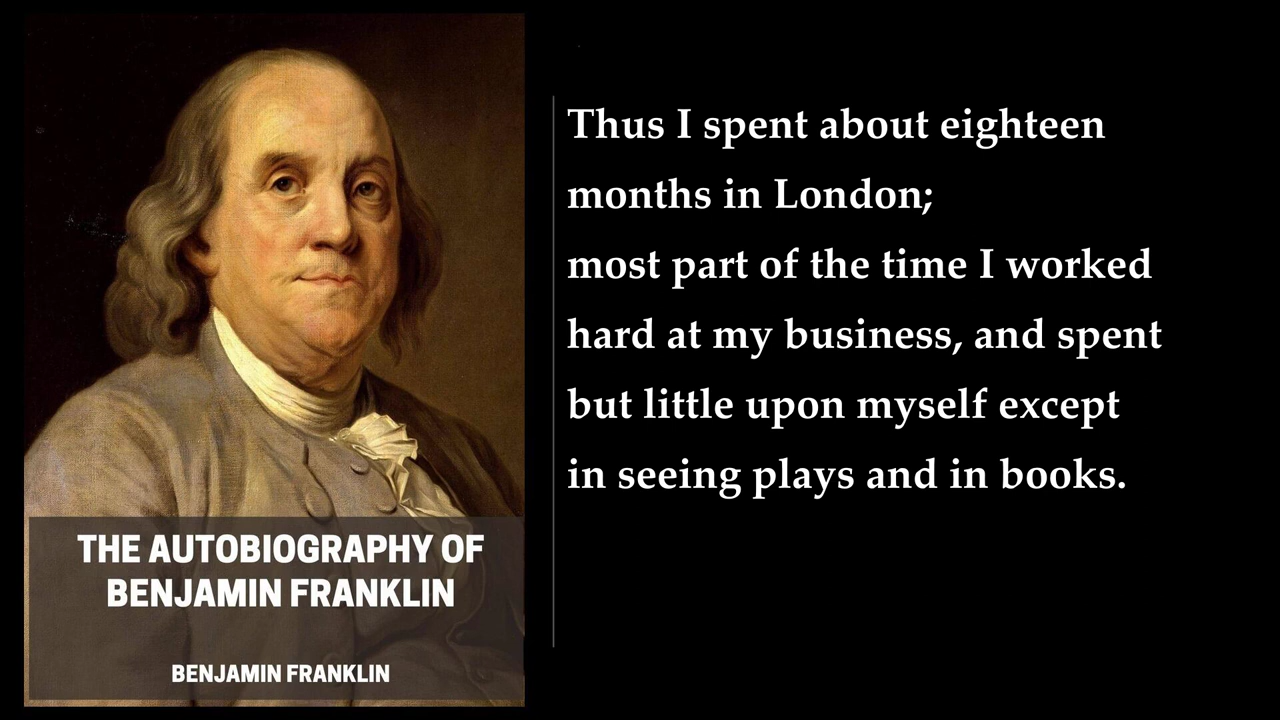 THE AUTOBIOGRAPHY OF
BENJAMIN FRANKLIN
BENJAMIN FRANKLIN
Thus I spent about eighteen
months in London;
most part of the time I worked
hard at my business, and spent
but little upon myself except
in seeing plays and in books.